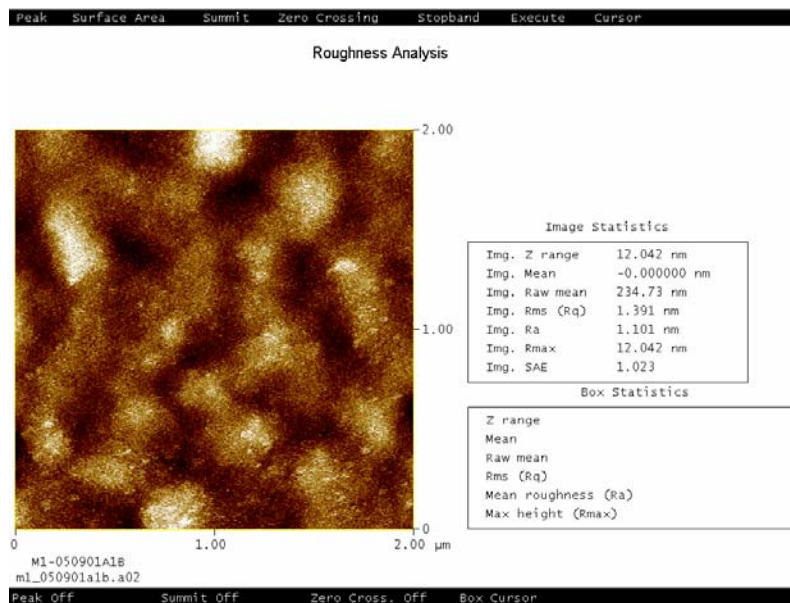 Peak Surface Area Summit Zero Crossing Stopband Execute Cursor
Roughness Analysis
2.00
1.00
0
0 1.00 2.00 µm
M1-050901A1B
m1_050901a1b.a02
Image Statistics
Img. Z range 12.042 nm
Img. Mean -0.000000 nm
Img. Raw mean 234.73 nm
Img. Rms (Rq) 1.391 nm
Img. Ra 1.101 nm
Img. Rmax 12.042 nm
Img. SAE 1.023
Box Statistics
Z range
Mean
Raw mean
Rms (Rq)
Mean roughness (Ra)
Max height (Rmax)
Peak Off Summit Off Zero Cross. Off Box Cursor